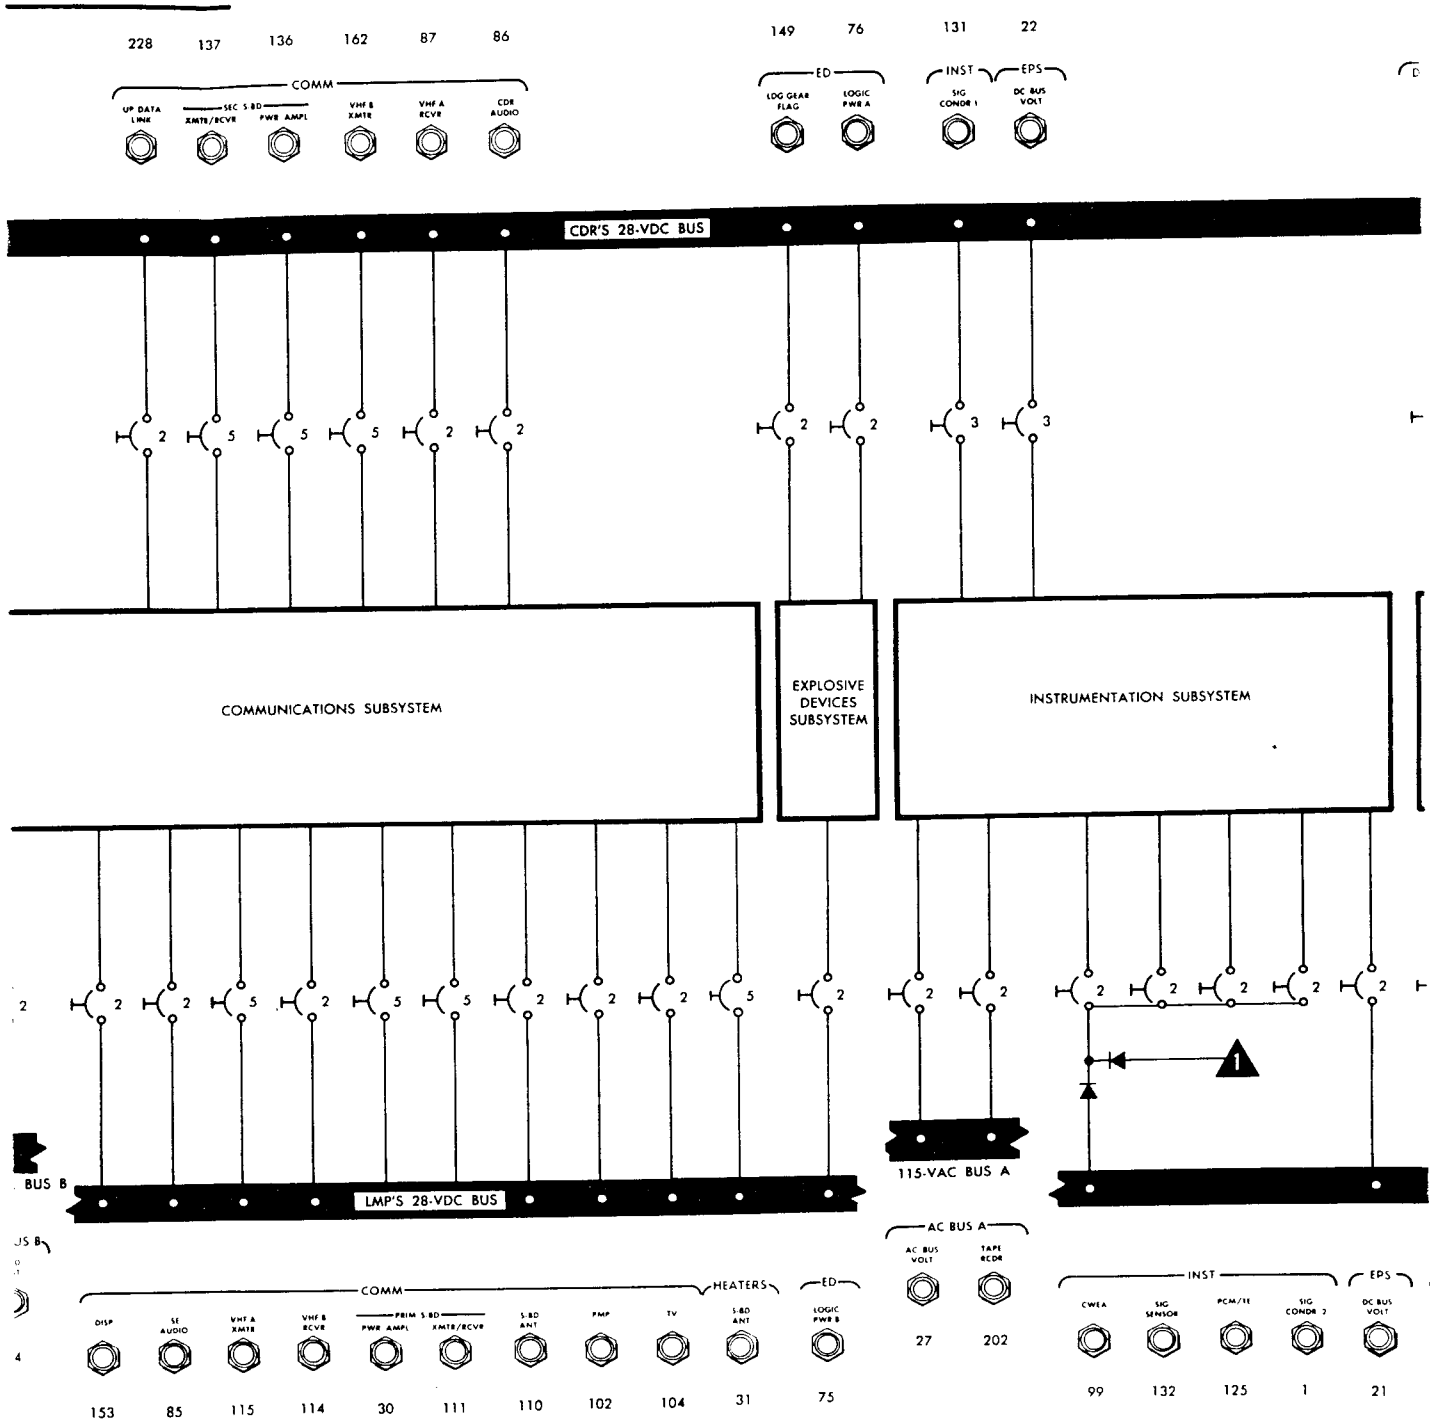 228 137 136 162 87 86 149 76 131 22
COMM ED INST EPS
UP DATA LINK
SEC S-BD
XMTR/RCVR
PWR AMPL
VHF B XMTR
VHF A RCVR
CDR AUDIO
LDG GEAR FLAG
LOGIC PWR A
SIG CONDR 1
DC BUS VOLT
D
CDR'S 28-VDC BUS
2 5 5 5 2 2 2 2 3 3
COMMUNICATIONS SUBSYSTEM
EXPLOSIVE
DEVICES
SUBSYSTEM
INSTRUMENTATION SUBSYSTEM
2 2 2 5 2 5 5 2 2 2 5 2 2 2 2 2 2 2 2
1
BUS B
LMP'S 28-VDC BUS
115-VAC BUS A
US B
COMM HEATERS ED AC BUS A INST EPS
AC BUS VOLT
TAPE RCDR
DISP
SE AUDIO
VHF A XMTR
VHF B RCVR
PRIM S-BD
PWR AMPL
XMTR/RCVR
S-BD ANT
PMP
TV
S-BD ANT
LOGIC PWR B
CWEA
SIG SENSOR
PCM/TE
SIG CONDR 2
DC BUS VOLT
4 27 202
153 85 115 114 30 111 110 102 104 31 75 99 132 125 1 21